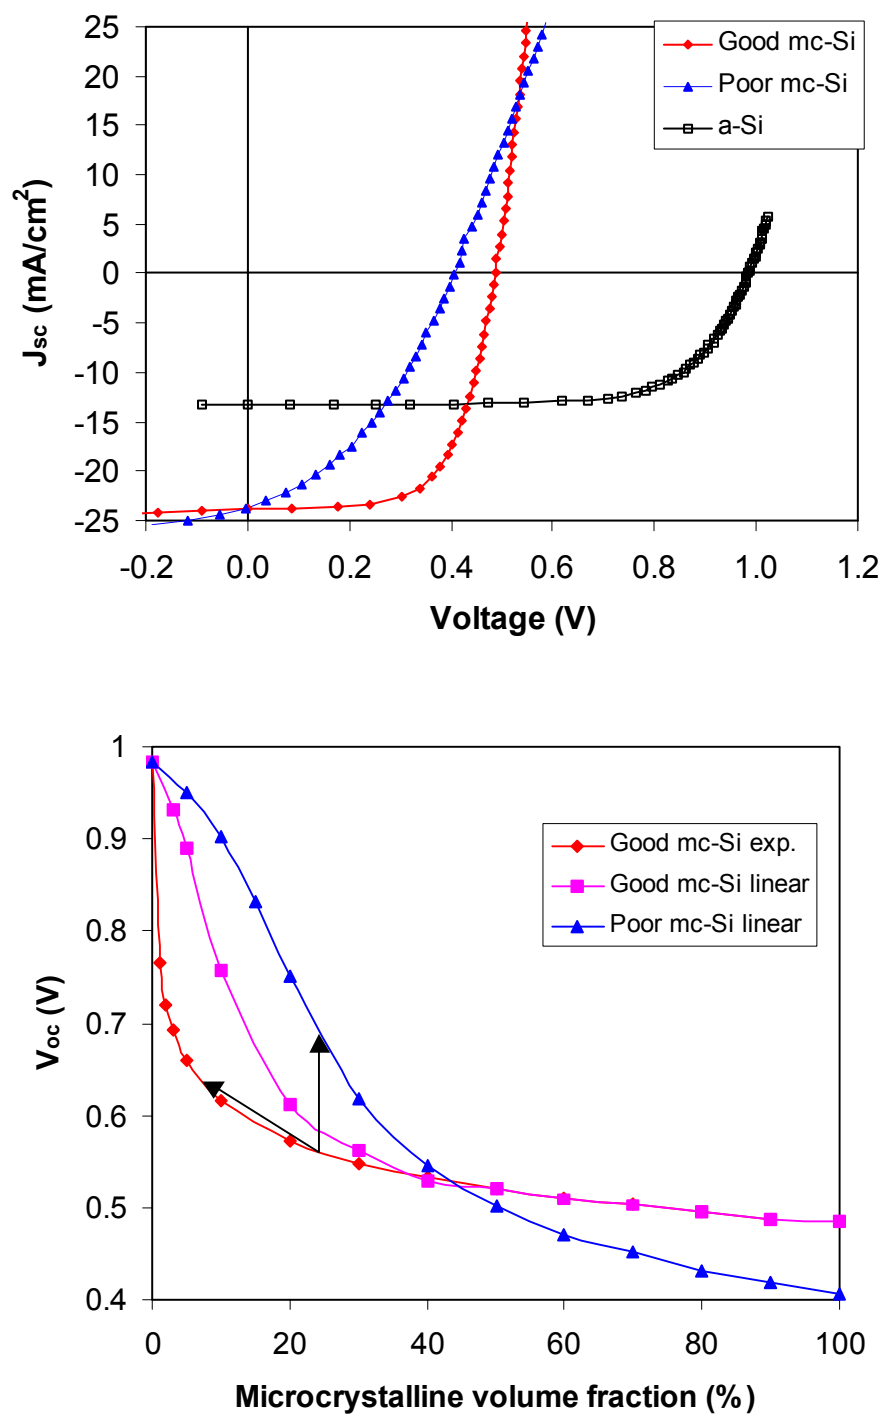 25
20
15
10
5
0
-5
-10
-15
-20
-25
Jsc (mA/cm2)
Good mc-Si
Poor mc-Si
a-Si
-0.2 0.0 0.2 0.4 0.6 0.8 1.0 1.2
Voltage (V)
1
0.9
0.8
0.7
0.6
0.5
0.4
Voc (V)
Good mc-Si exp.
Good mc-Si linear
Poor mc-Si linear
0 20 40 60 80 100
Microcrystalline volume fraction (%)